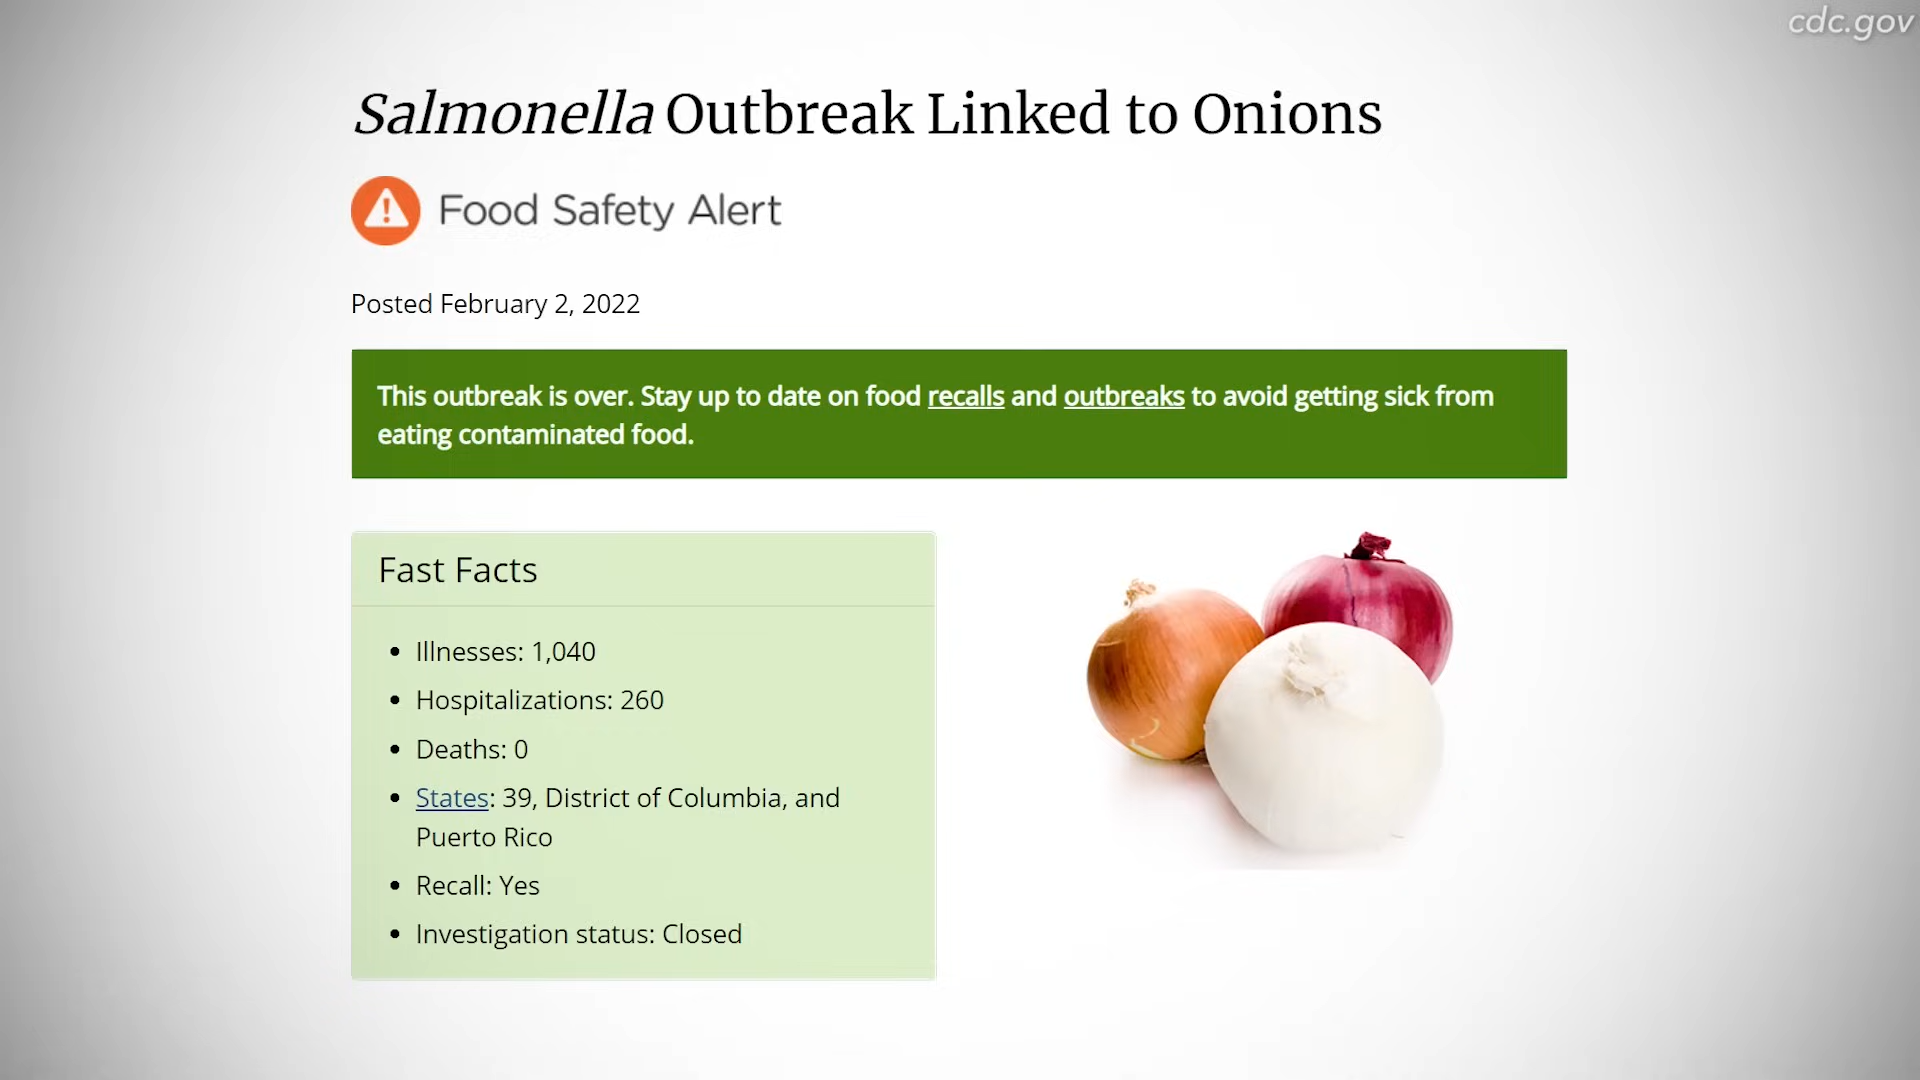 cdc.gov
Salmonella Outbreak Linked to Onions
Food Safety Alert
Posted February 2, 2022
This outbreak is over. Stay up to date on food recalls and outbreaks to avoid getting sick from
eating contaminated food.
Fast Facts
• Illnesses: 1,040
• Hospitalizations: 260
• Deaths: 0
• States: 39, District of Columbia, and
Puerto Rico
• Recall: Yes
• Investigation status: Closed